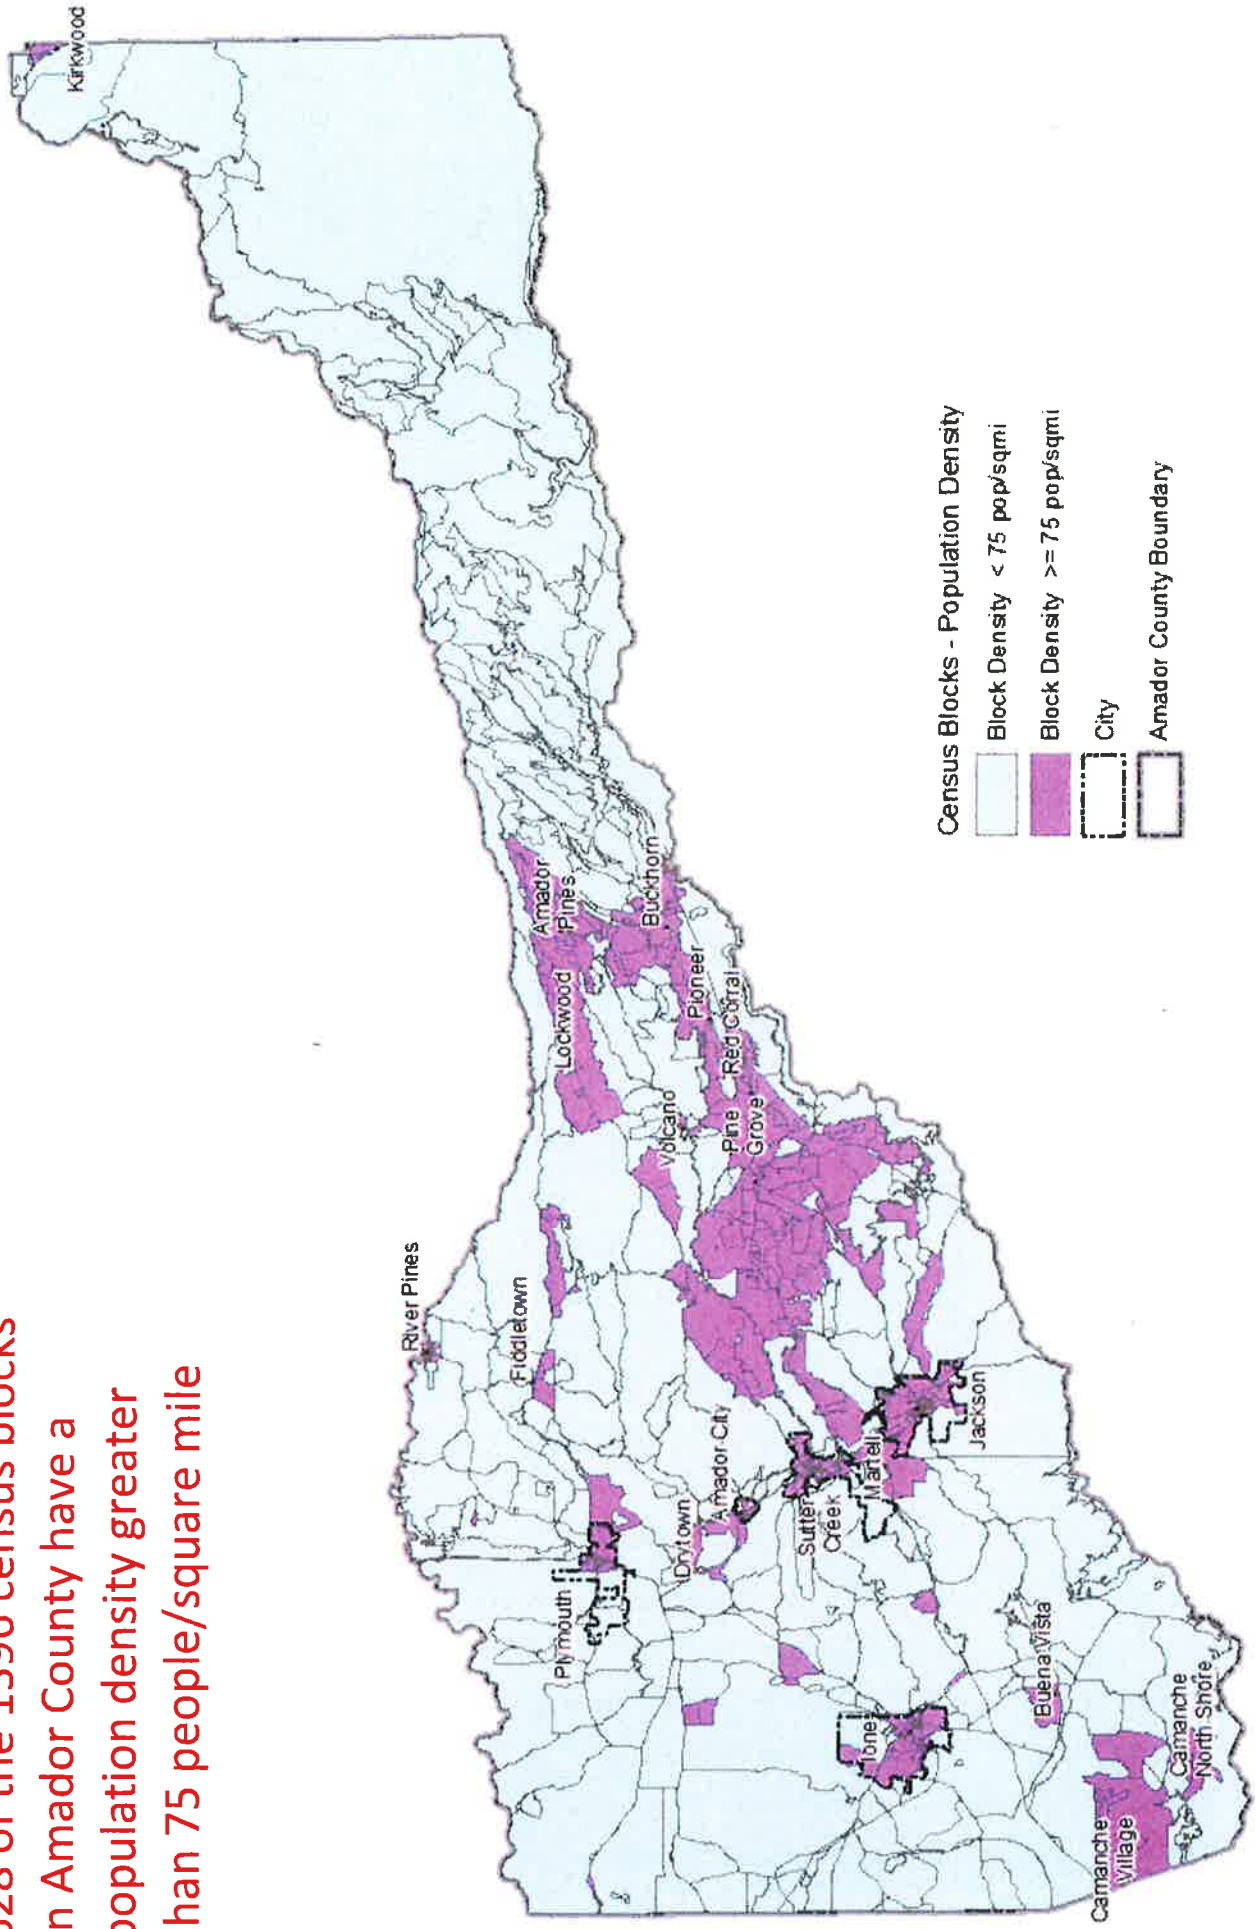 of the census blocks
n Amador County have a
population density greater
han 75 people/square mile
Kirkwood
River Pines
Fiddletown
Plymouth
Amador
Pines
Lockwood
Buckhorn
Pioneer
Red Corral
Volcano
Pine
Grove
Drytown
Amador City
Sutter
Creek
Martell
Jackson
Ione
Buena Vista
Camanche
North Shore
Camanche
Village
Census Blocks - Population Density
Block Density < 75 pop/sqmi
Block Density >= 75 pop/sqmi
City
Amador County Boundary